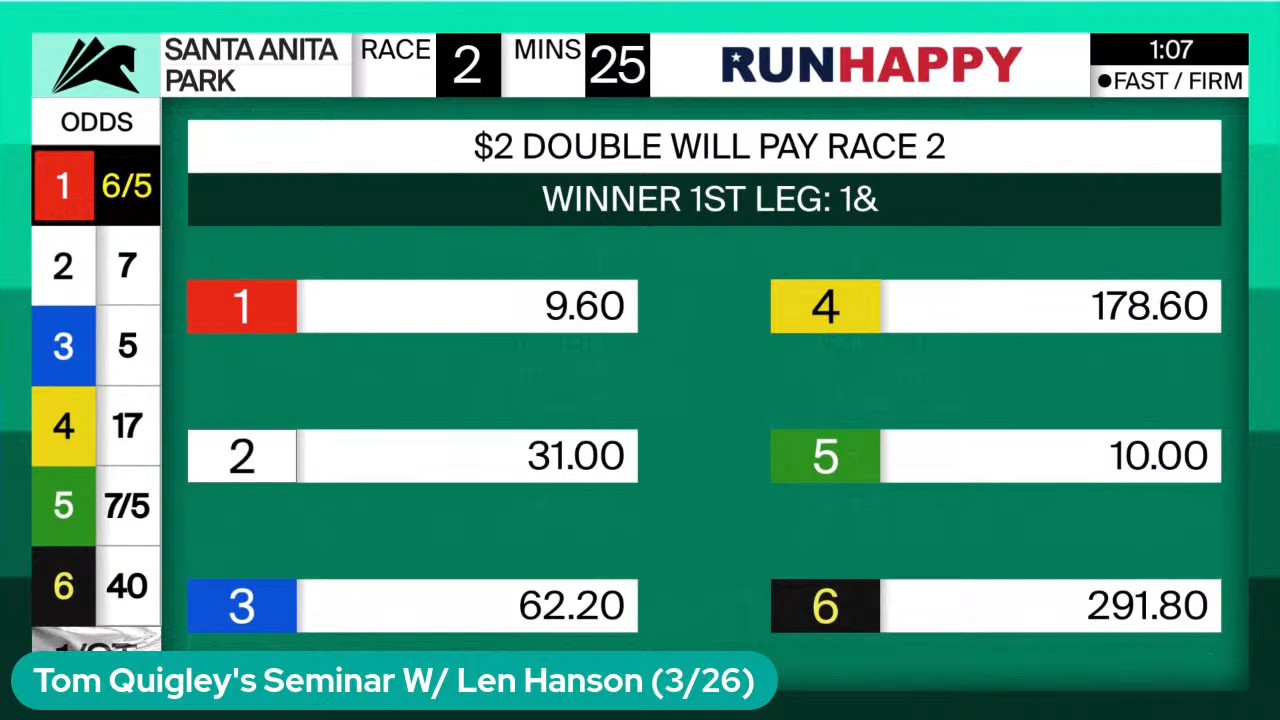 SANTA ANITA PARK
RACE 2
MINS 25
RUNHAPPY
1:07
FAST / FIRM
ODDS
1 6/5
2 7
3 5
4 17
5 7/5
6 40
$2 DOUBLE WILL PAY RACE 2
WINNER 1ST LEG: 1&
1 9.60
4 178.60
2 31.00
5 10.00
3 62.20
6 291.80
Tom Quigley's Seminar W/ Len Hanson (3/26)